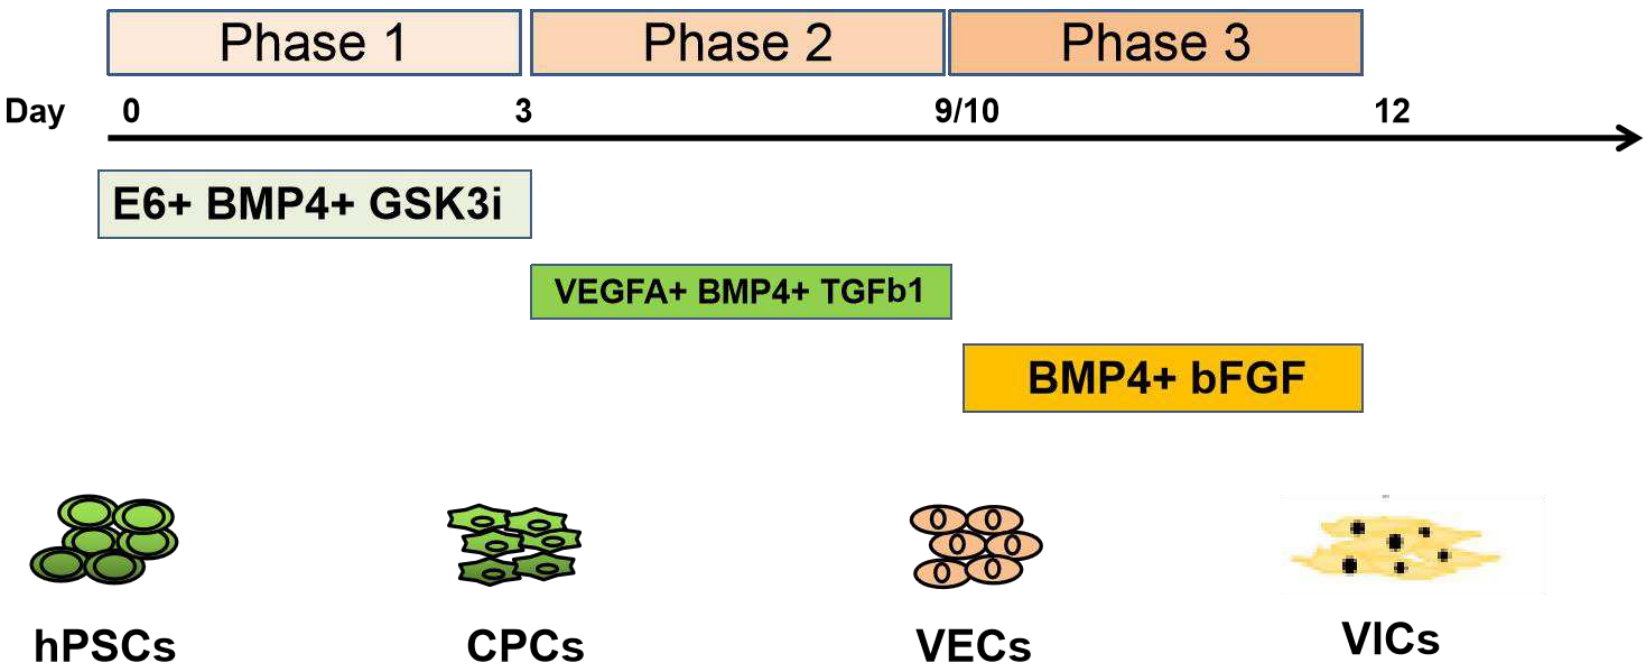 Phase 1 Phase 2 Phase 3
Day 0 3 9/10 12
E6+ BMP4+ GSK3i
VEGFA+ BMP4+ TGFb1
BMP4+ bFGF
hPSCs CPCs VECs VICs